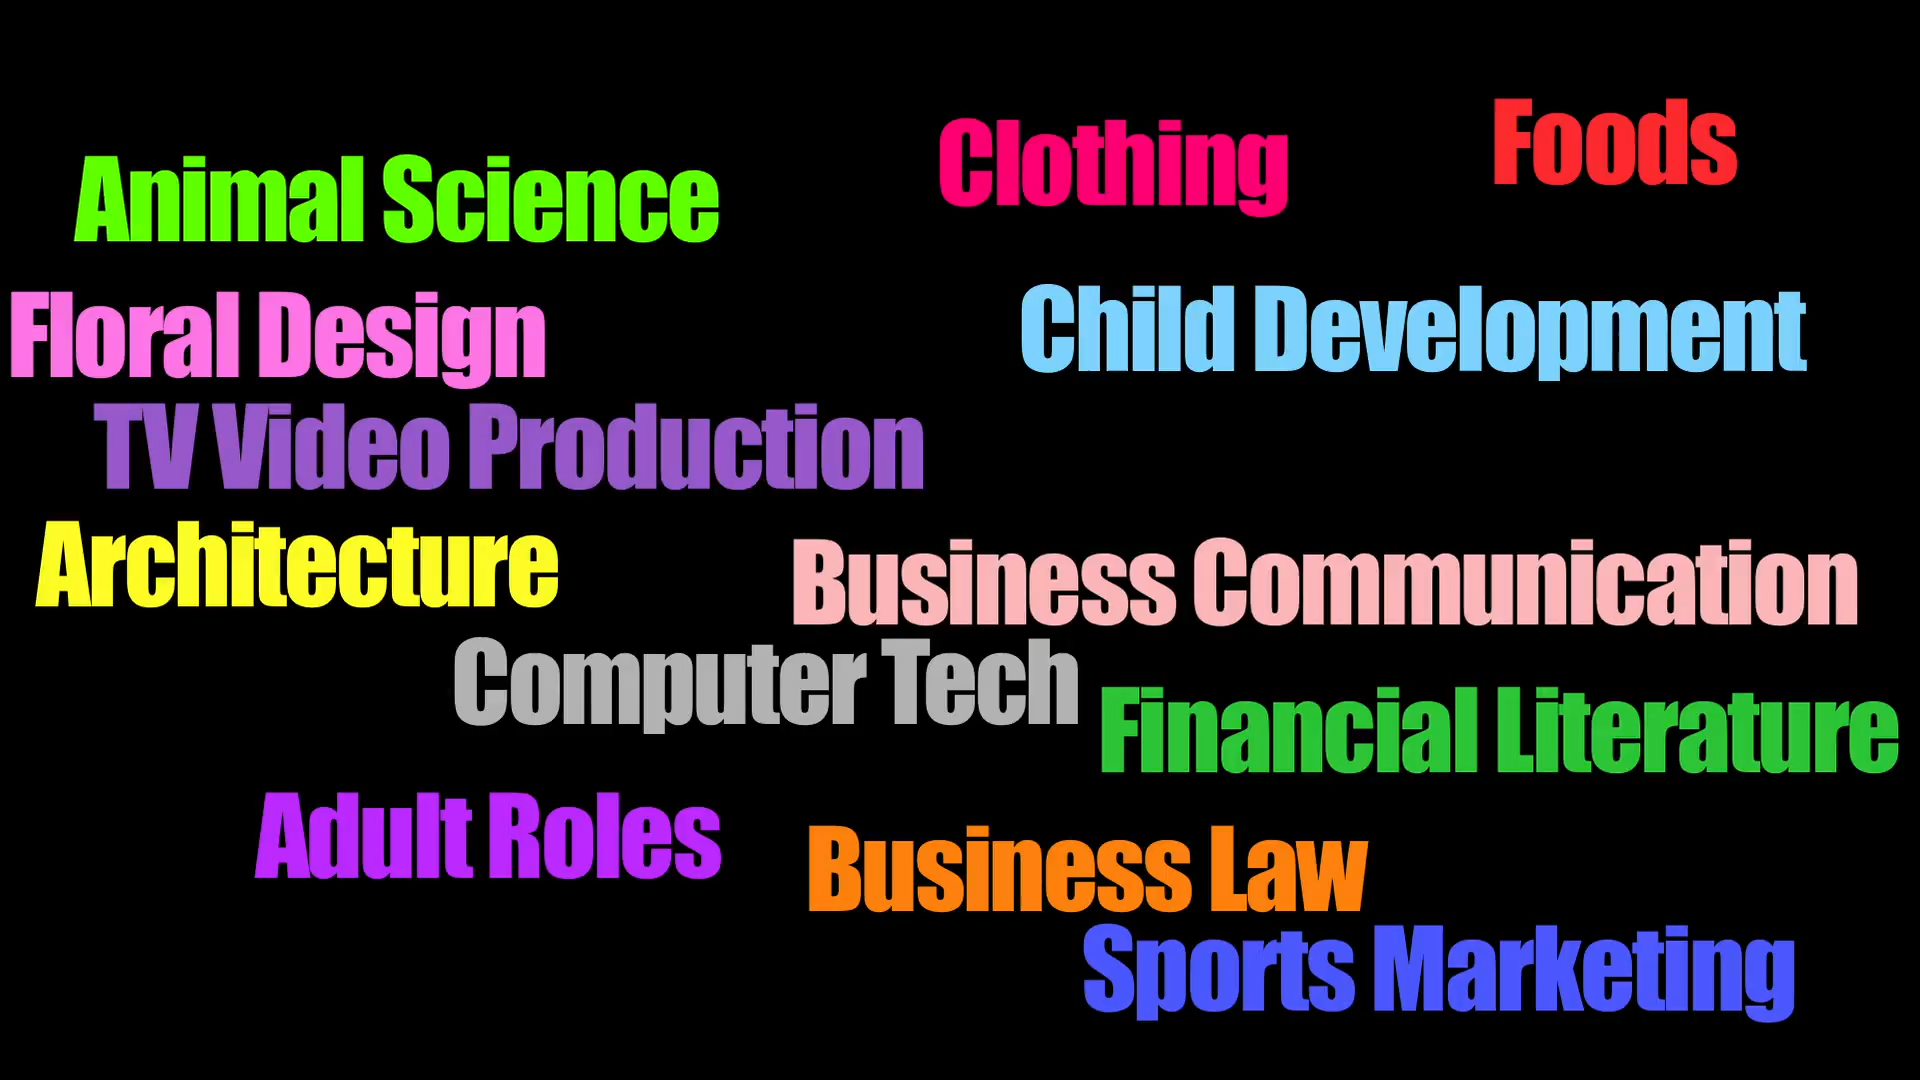 Foods
Clothing
Animal Science
Child Development
Floral Design
TV Video Production
Architecture
Business Communication
Computer Tech
Financial Literature
Adult Roles
Business Law
Sports Marketing